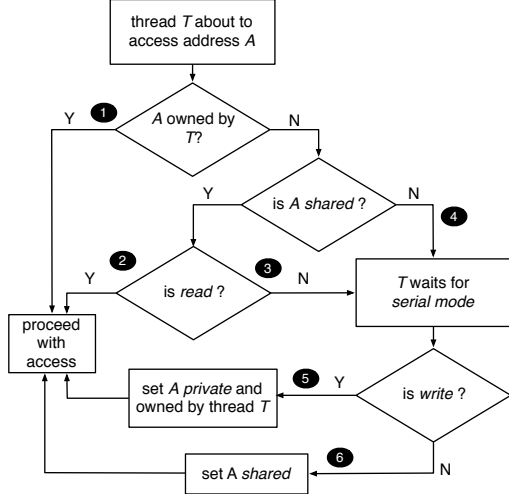 thread T about to
access address A
1
Y
A owned by
T?
N
Y
is A shared ?
N
4
2
3
Y
is read ?
N
T waits for
serial mode
proceed
with
access
set A private and
owned by thread T
5
Y
is write ?
6
N
set A shared